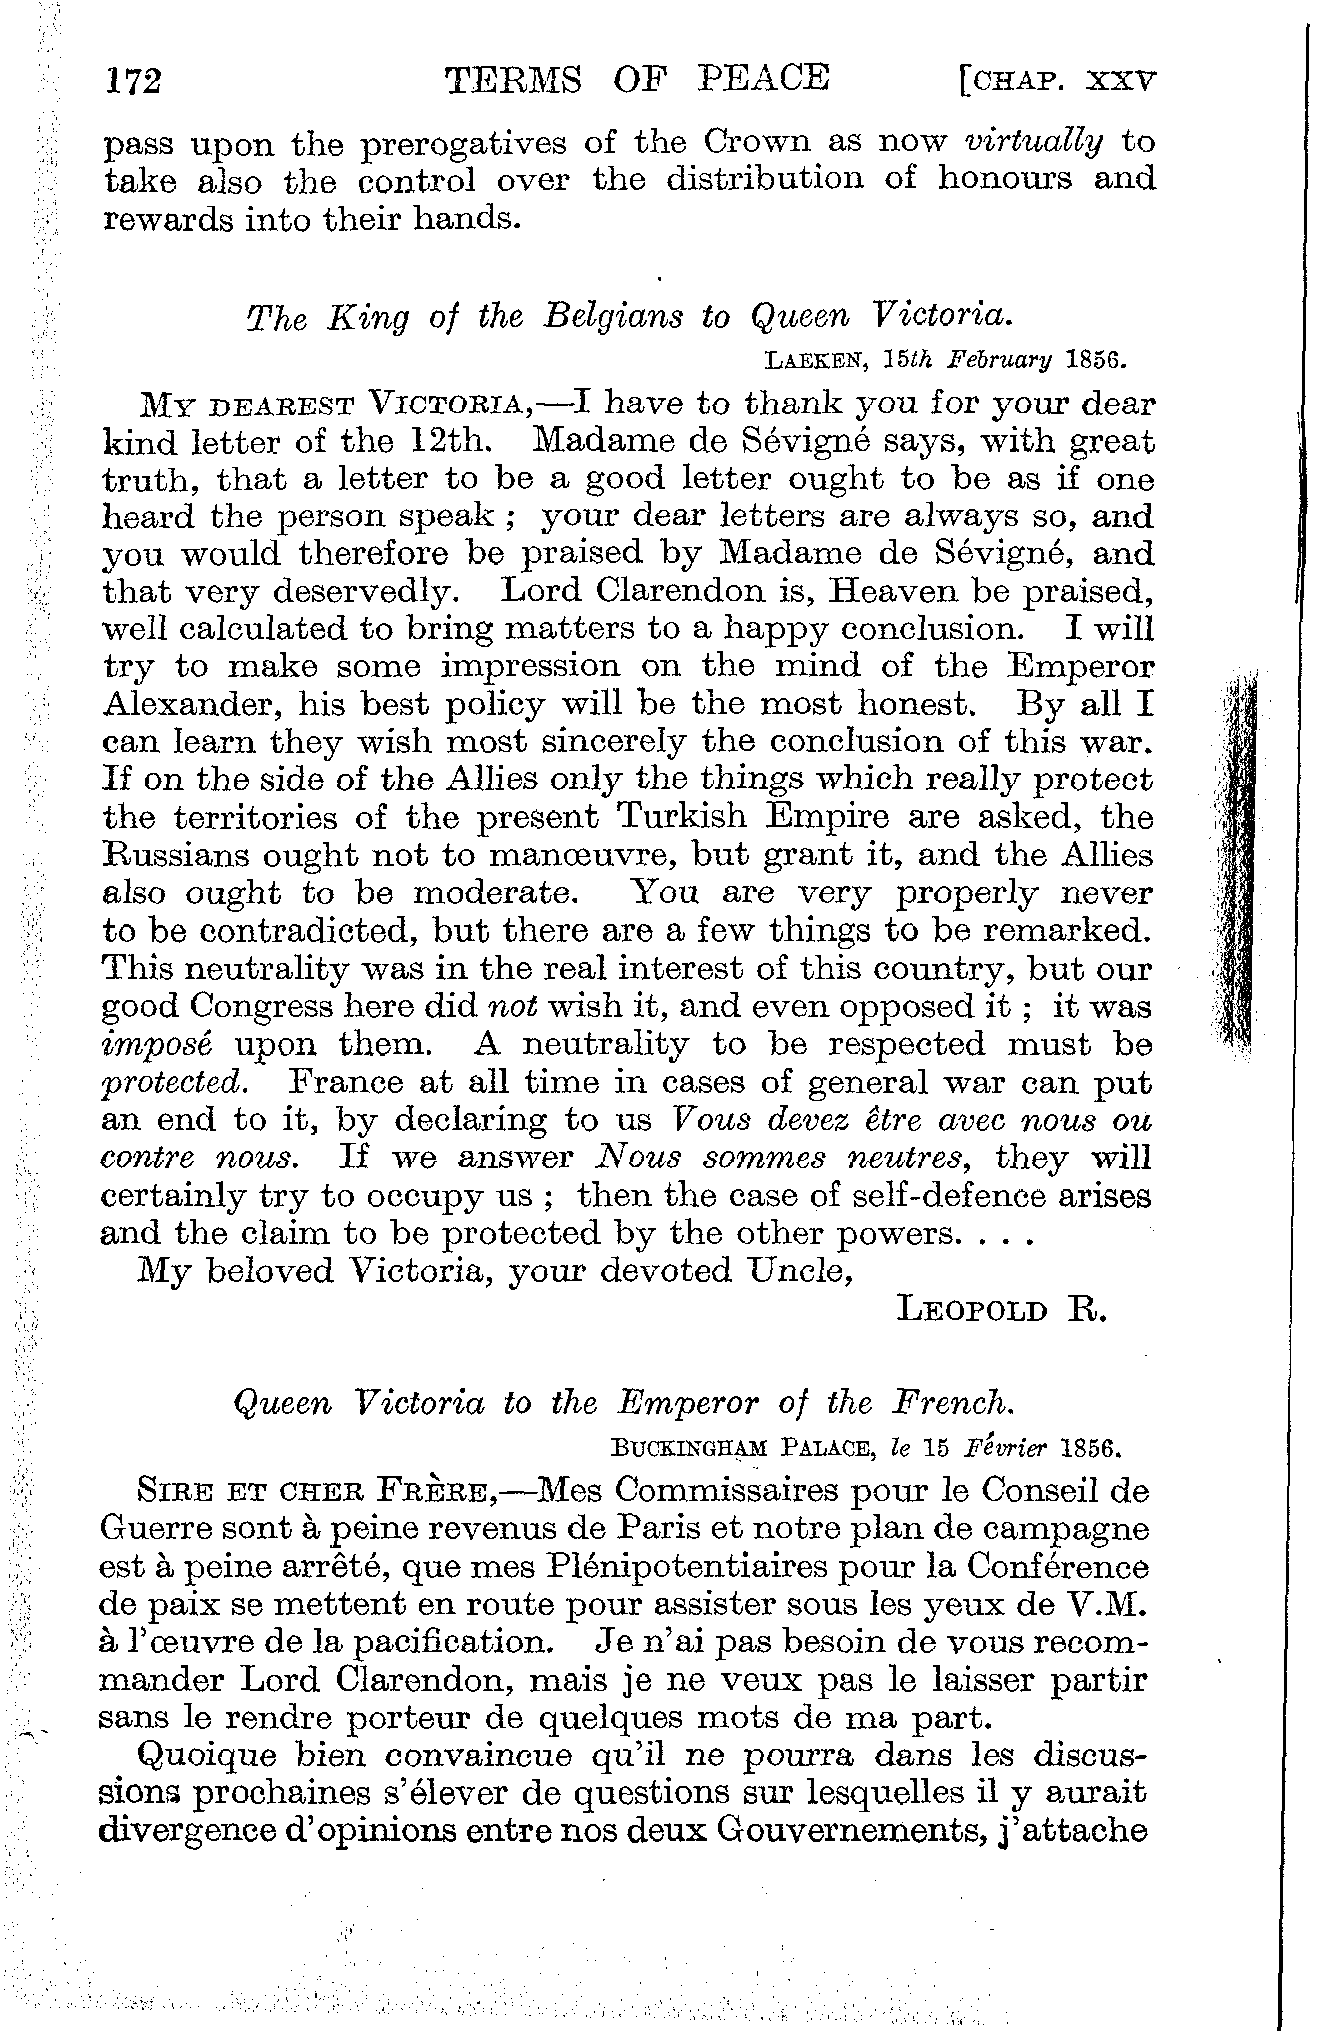 172 TERMS OF PEACE [CHAP. XXV
pass upon the prerogatives of the Crown as now virtually to
take also the control over the distribution of honours and
rewards into their hands.
The King of the Belgians to Queen Victoria.
LAEKEN, 15th February 1856.
MY DEAREST VICTORIA,—I have to thank you for your dear
kind letter of the 12th. Madame de Sévigné says, with great
truth, that a letter to be a good letter ought to be as if one
heard the person speak ; your dear letters are always so, and
you would therefore be praised by Madame de Sévigné, and
that very deservedly. Lord Clarendon is, Heaven be praised,
well calculated to bring matters to a happy conclusion. I will
try to make some impression on the mind of the Emperor
Alexander, his best policy will be the most honest. By all I
can learn they wish most sincerely the conclusion of this war.
If on the side of the Allies only the things which really protect
the territories of the present Turkish Empire are asked, the
Russians ought not to manœuvre, but grant it, and the Allies
also ought to be moderate. You are very properly never
to be contradicted, but there are a few things to be remarked.
This neutrality was in the real interest of this country, but our
good Congress here did not wish it, and even opposed it ; it was
imposé upon them. A neutrality to be respected must be
protected. France at all time in cases of general war can put
an end to it, by declaring to us Vous devez être avec nous ou
contre nous. If we answer Nous sommes neutres, they will
certainly try to occupy us ; then the case of self-defence arises
and the claim to be protected by the other powers. . . .
My beloved Victoria, your devoted Uncle,
LEOPOLD R.
Queen Victoria to the Emperor of the French.
BUCKINGHAM PALACE, le 15 Février 1856.
SIRE ET CHER FRÈRE,—Mes Commissaires pour le Conseil de
Guerre sont à peine revenus de Paris et notre plan de campagne
est à peine arrêté, que mes Plénipotentiaires pour la Conférence
de paix se mettent en route pour assister sous les yeux de V.M.
à l'œuvre de la pacification. Je n'ai pas besoin de vous recom-
mander Lord Clarendon, mais je ne veux pas le laisser partir
sans le rendre porteur de quelques mots de ma part.
Quoique bien convaincue qu'il ne pourra dans les discus-
sions prochaines s'élever de questions sur lesquelles il y aurait
divergence d'opinions entre nos deux Gouvernements, j'attache